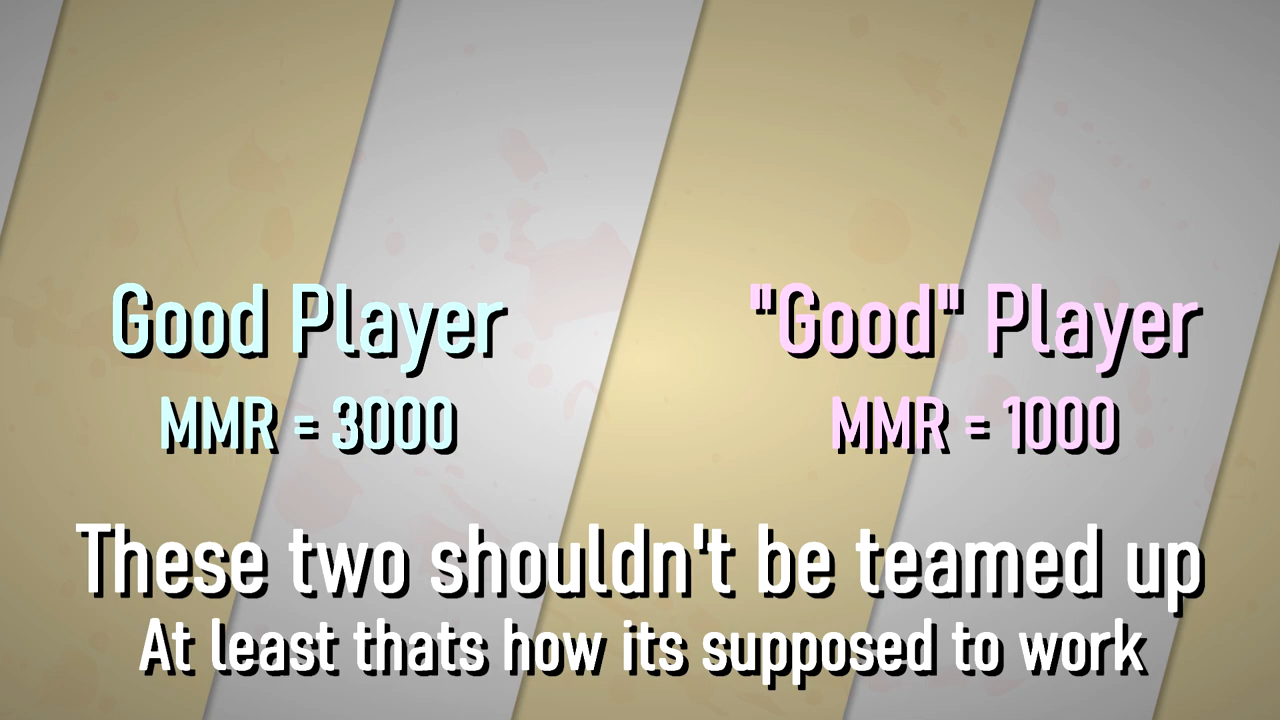 Good Player
"Good" Player
MMR = 3000
MMR = 1000
These two shouldn't be teamed up
At least thats how its supposed to work